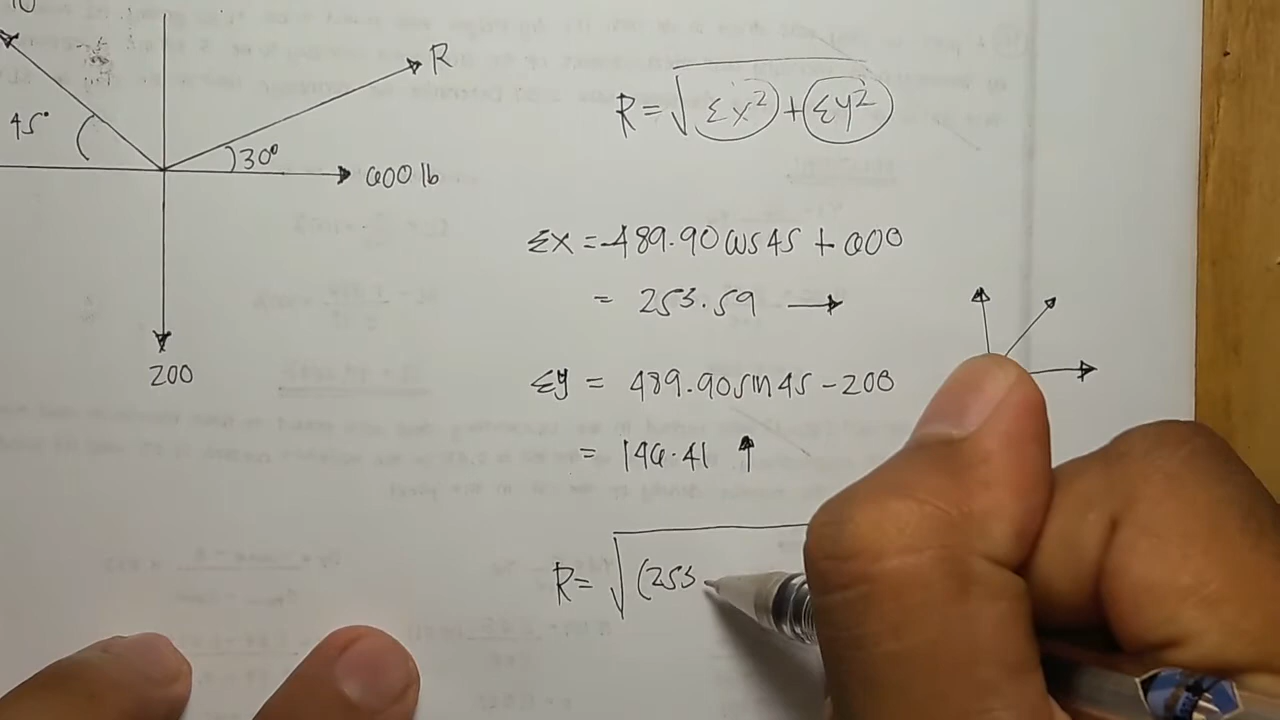 R
45°
30°
600 lb
200
R = √Σx² + Σy²
Σx = -489.90 cos 45 + 600
= 253.59 →
Σy = 489.90 sin 45 - 200
= 146.41 ↑
R = √(253.